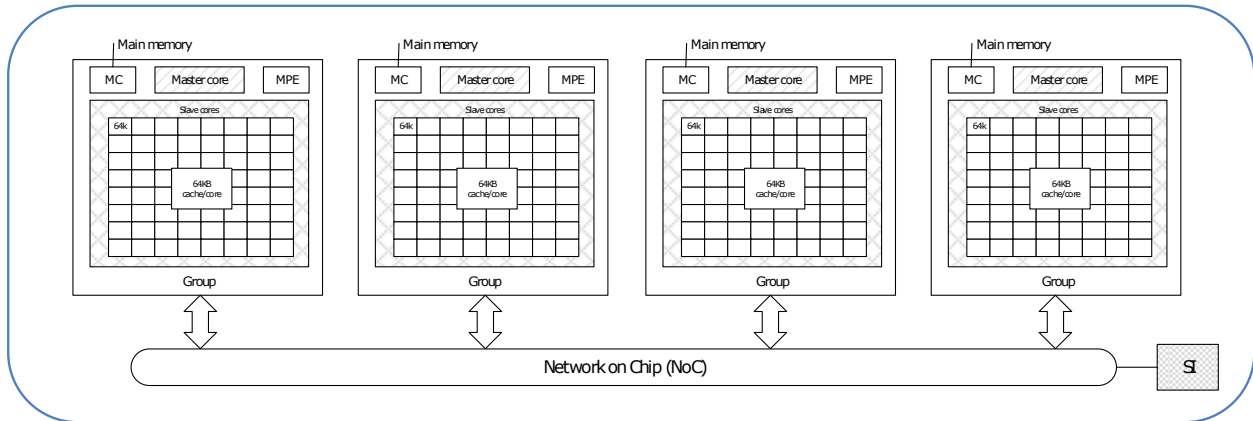 Main memory
Main memory
Main memory
Main memory
MC
Master core
MPE
MC
Master core
MPE
MC
Master core
MPE
MC
Master core
MPE
Slave cores
Slave cores
Slave cores
Slave cores
64k
64k
64k
64k
64KB
cache/core
64KB
cache/core
64KB
cache/core
64KB
cache/core
Group
Group
Group
Group
Network on Chip (NoC)
SI